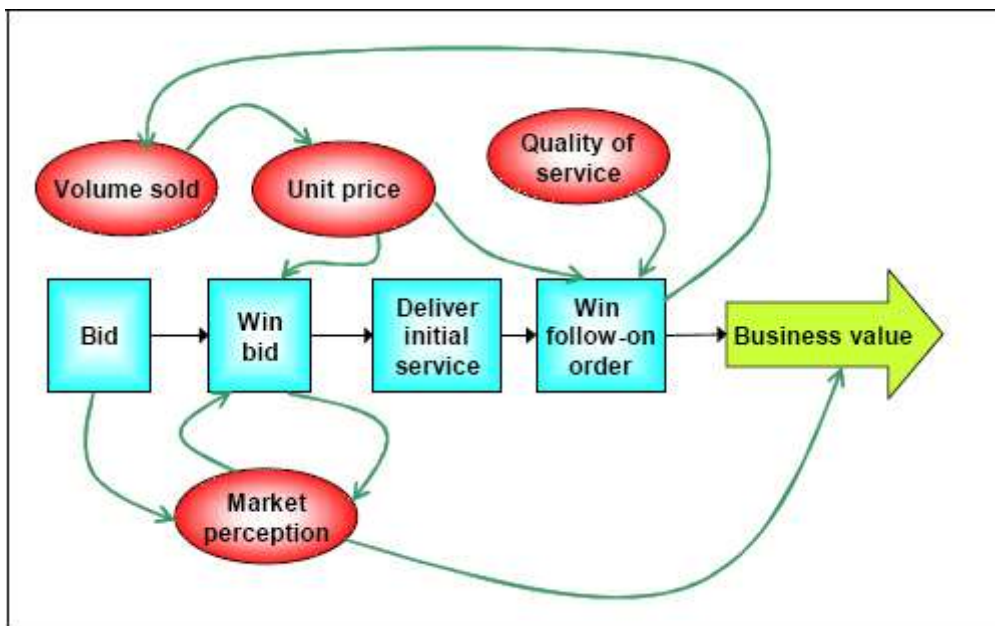 Volume sold
Unit price
Quality of
service
Bid
Win
bid
Deliver
initial
service
Win
follow-on
order
Business value
Market
perception